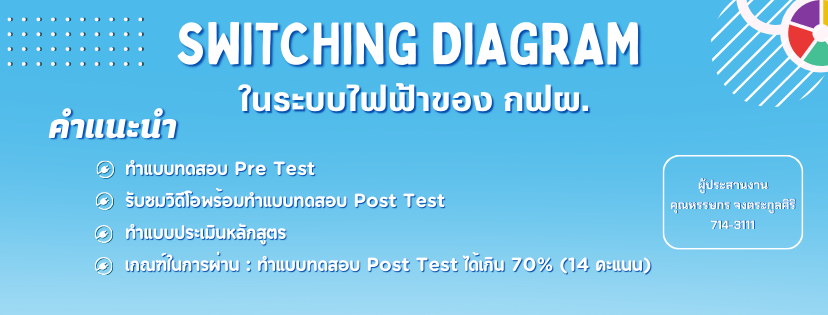 SWITCHING DIAGRAM
ในระบบไฟฟ้าของ กฟผ.
คำแนะนำ
ทำแบบทดสอบ Pre Test
รับชมวิดีโอพร้อมทำแบบทดสอบ Post Test
ทำแบบประเมินหลักสูตร
เกณฑ์ในการผ่าน : ทำแบบทดสอบ Post Test ได้เกิน 70% (14 คะแนน)
ผู้ประสานงาน
คุณหรรษกร จงตระกูลศิริ
714-3111